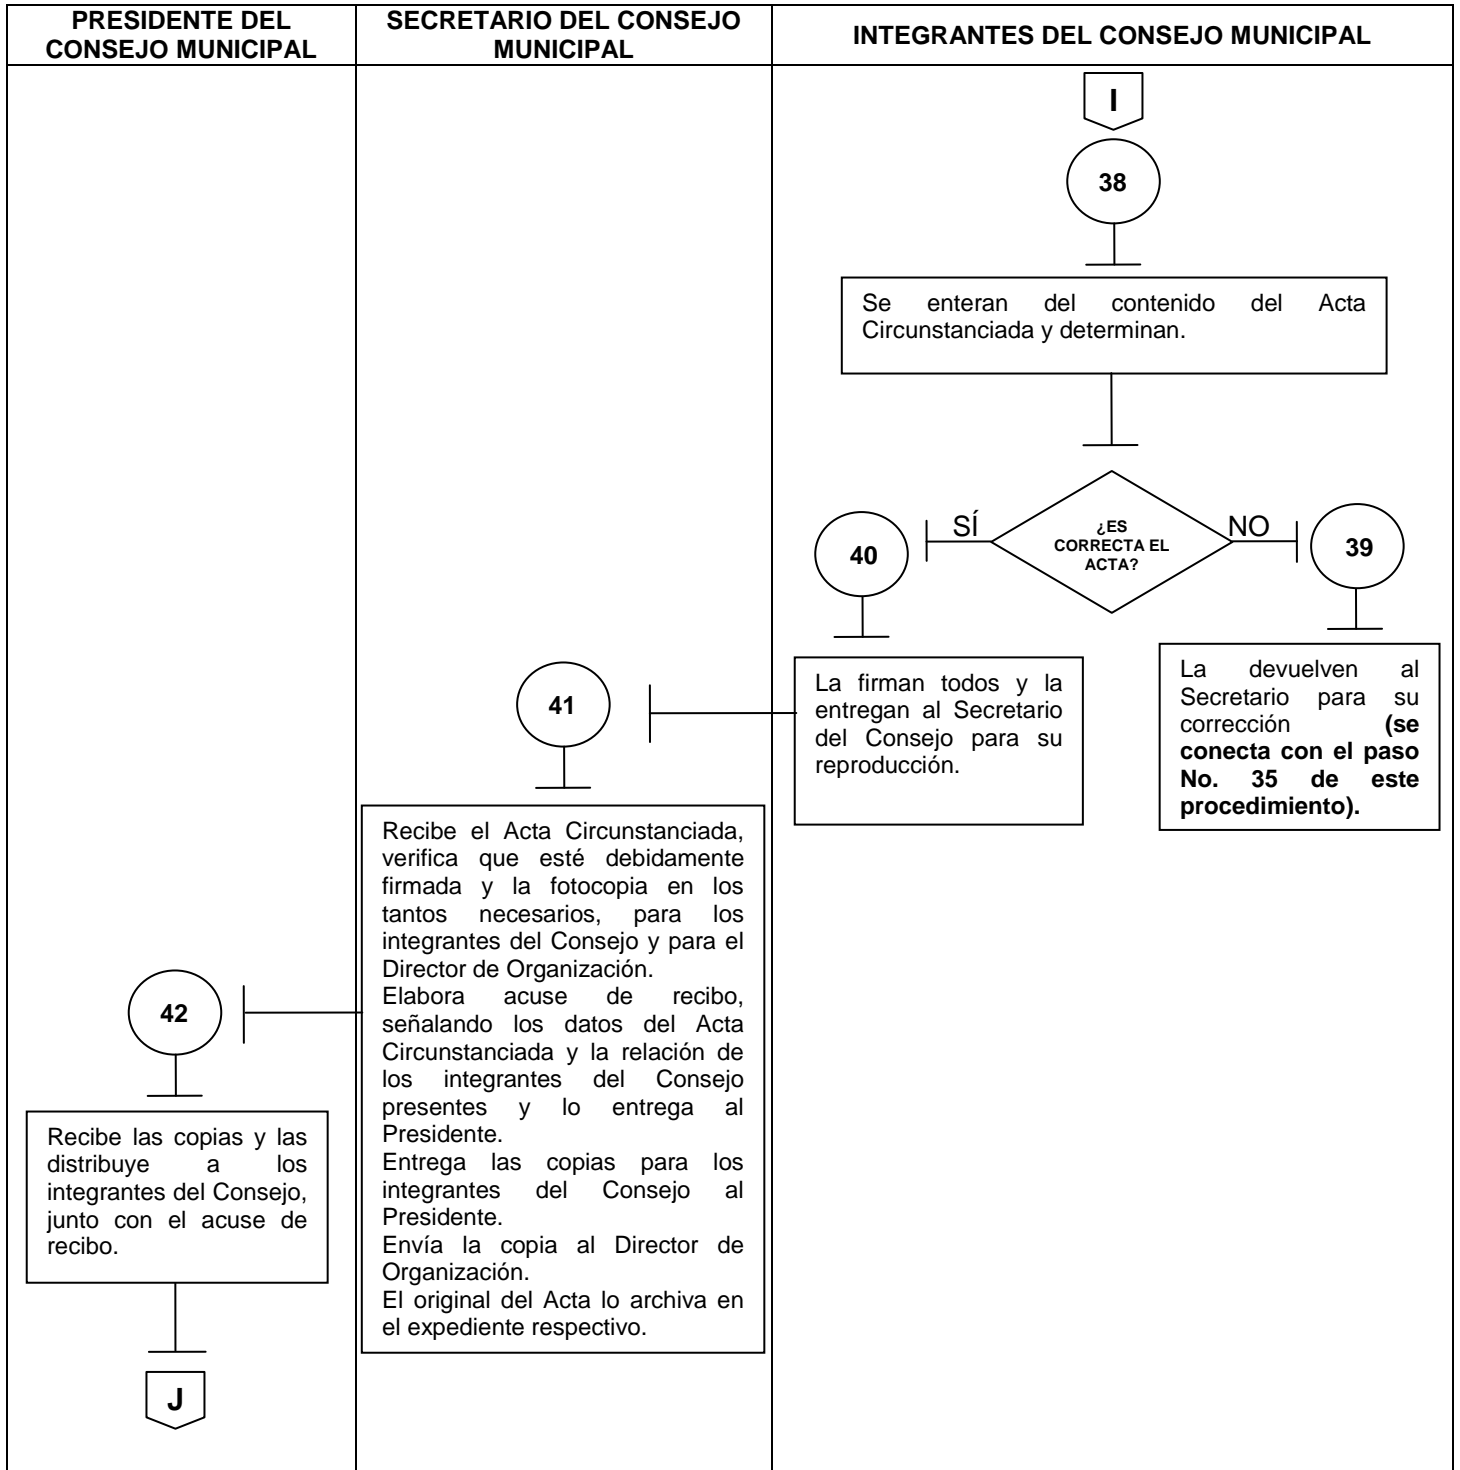 PRESIDENTE DEL
CONSEJO MUNICIPAL
SECRETARIO DEL CONSEJO
MUNICIPAL
INTEGRANTES DEL CONSEJO MUNICIPAL
I
38
Se enteran del contenido del Acta
Circunstanciada y determinan.
¿ES
CORRECTA EL
ACTA?
SÍ
NO
40
39
La firman todos y la
entregan al Secretario
del Consejo para su
reproducción.
La devuelven al
Secretario para su
corrección (se
conecta con el paso
No. 35 de este
procedimiento).
41
Recibe el Acta Circunstanciada,
verifica que esté debidamente
firmada y la fotocopia en los
tantos necesarios, para los
integrantes del Consejo y para el
Director de Organización.
Elabora acuse de recibo,
señalando los datos del Acta
Circunstanciada y la relación de
los integrantes del Consejo
presentes y lo entrega al
Presidente.
Entrega las copias para los
integrantes del Consejo al
Presidente.
Envía la copia al Director de
Organización.
El original del Acta lo archiva en
el expediente respectivo.
42
Recibe las copias y las
distribuye a los
integrantes del Consejo,
junto con el acuse de
recibo.
J